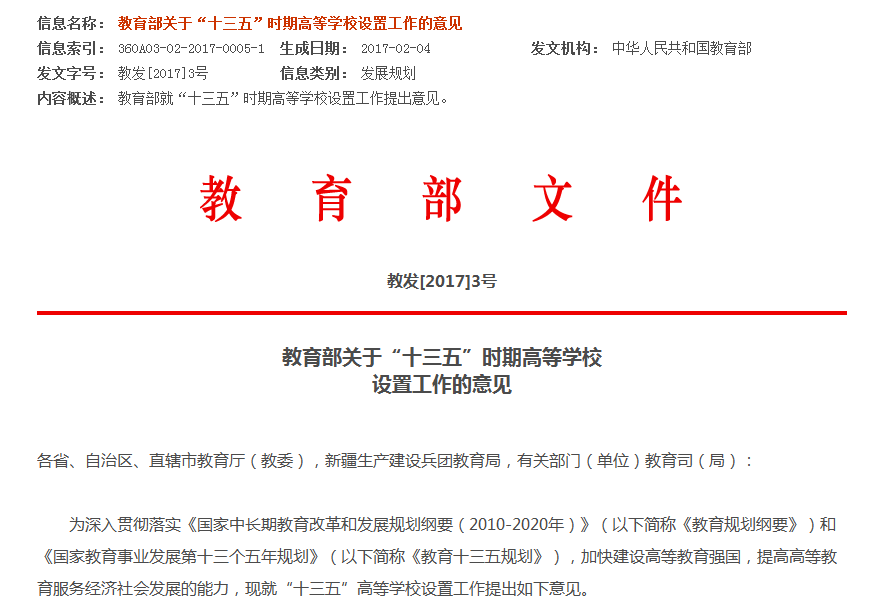 信息名称： 教育部关于“十三五”时期高等学校设置工作的意见
信息索引： 360A03-02-2017-0005-1 生成日期： 2017-02-04 发文机构： 中华人民共和国教育部
发文字号： 教发[2017]3号 信息类别： 发展规划
内容概述： 教育部就“十三五”时期高等学校设置工作提出意见。
教育部文件
教发[2017]3号
教育部关于“十三五”时期高等学校
设置工作的意见
各省、自治区、直辖市教育厅（教委），新疆生产建设兵团教育局，有关部门（单位）教育司（局）：
为深入贯彻落实《国家中长期教育改革和发展规划纲要（2010-2020年）》（以下简称《教育规划纲要》）和
《国家教育事业发展第十三个五年规划》（以下简称《教育十三五规划》），加快建设高等教育强国，提高高等教
育服务经济社会发展的能力，现就“十三五”高等学校设置工作提出如下意见。